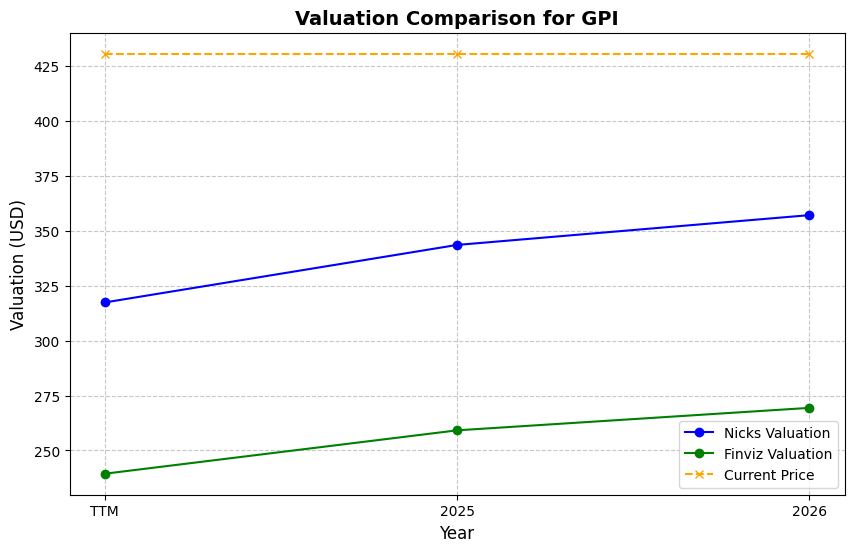 Valuation Comparison for GPI
Valuation (USD)
425
400
375
350
325
300
275
250
TTM
2025
2026
Year
Nicks Valuation
Finviz Valuation
Current Price